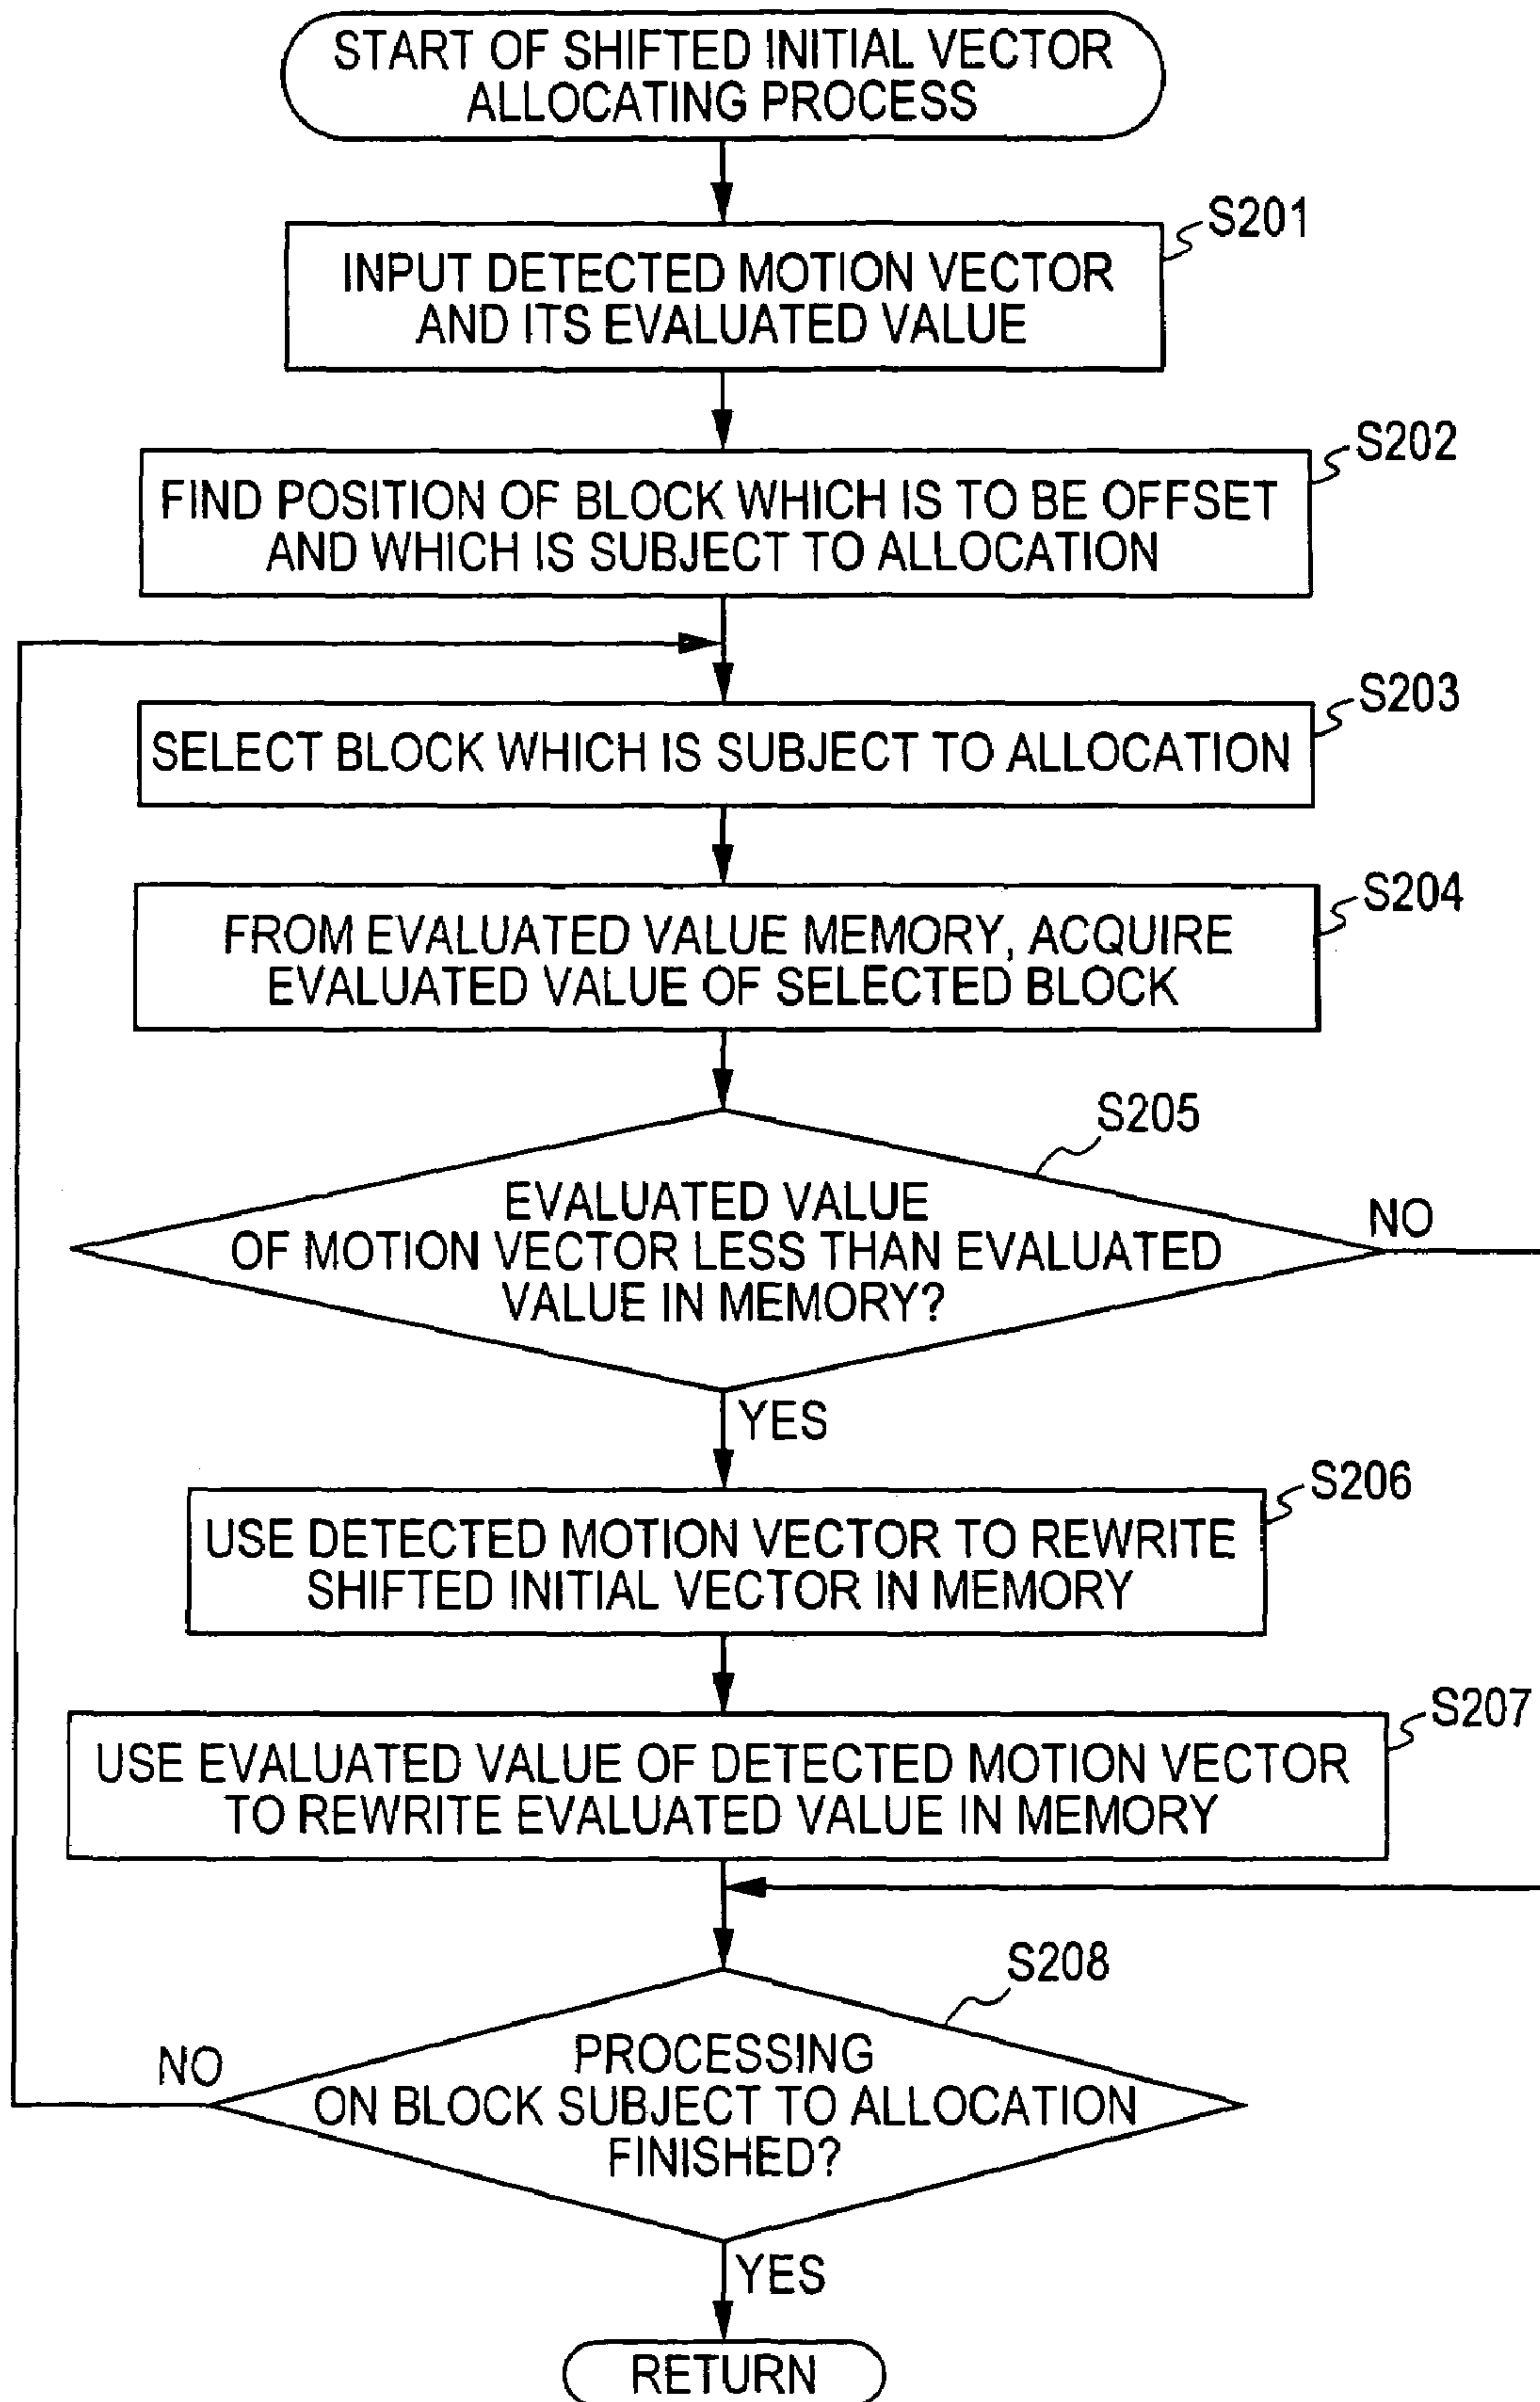 START OF SHIFTED INITIAL VECTOR
ALLOCATING PROCESS
S201
INPUT DETECTED MOTION VECTOR
AND ITS EVALUATED VALUE
S202
FIND POSITION OF BLOCK WHICH IS TO BE OFFSET
AND WHICH IS SUBJECT TO ALLOCATION
S203
SELECT BLOCK WHICH IS SUBJECT TO ALLOCATION
S204
FROM EVALUATED VALUE MEMORY, ACQUIRE
EVALUATED VALUE OF SELECTED BLOCK
S205
EVALUATED VALUE
OF MOTION VECTOR LESS THAN EVALUATED
VALUE IN MEMORY?
NO
YES
S206
USE DETECTED MOTION VECTOR TO REWRITE
SHIFTED INITIAL VECTOR IN MEMORY
S207
USE EVALUATED VALUE OF DETECTED MOTION VECTOR
TO REWRITE EVALUATED VALUE IN MEMORY
S208
PROCESSING
ON BLOCK SUBJECT TO ALLOCATION
FINISHED?
NO
YES
RETURN